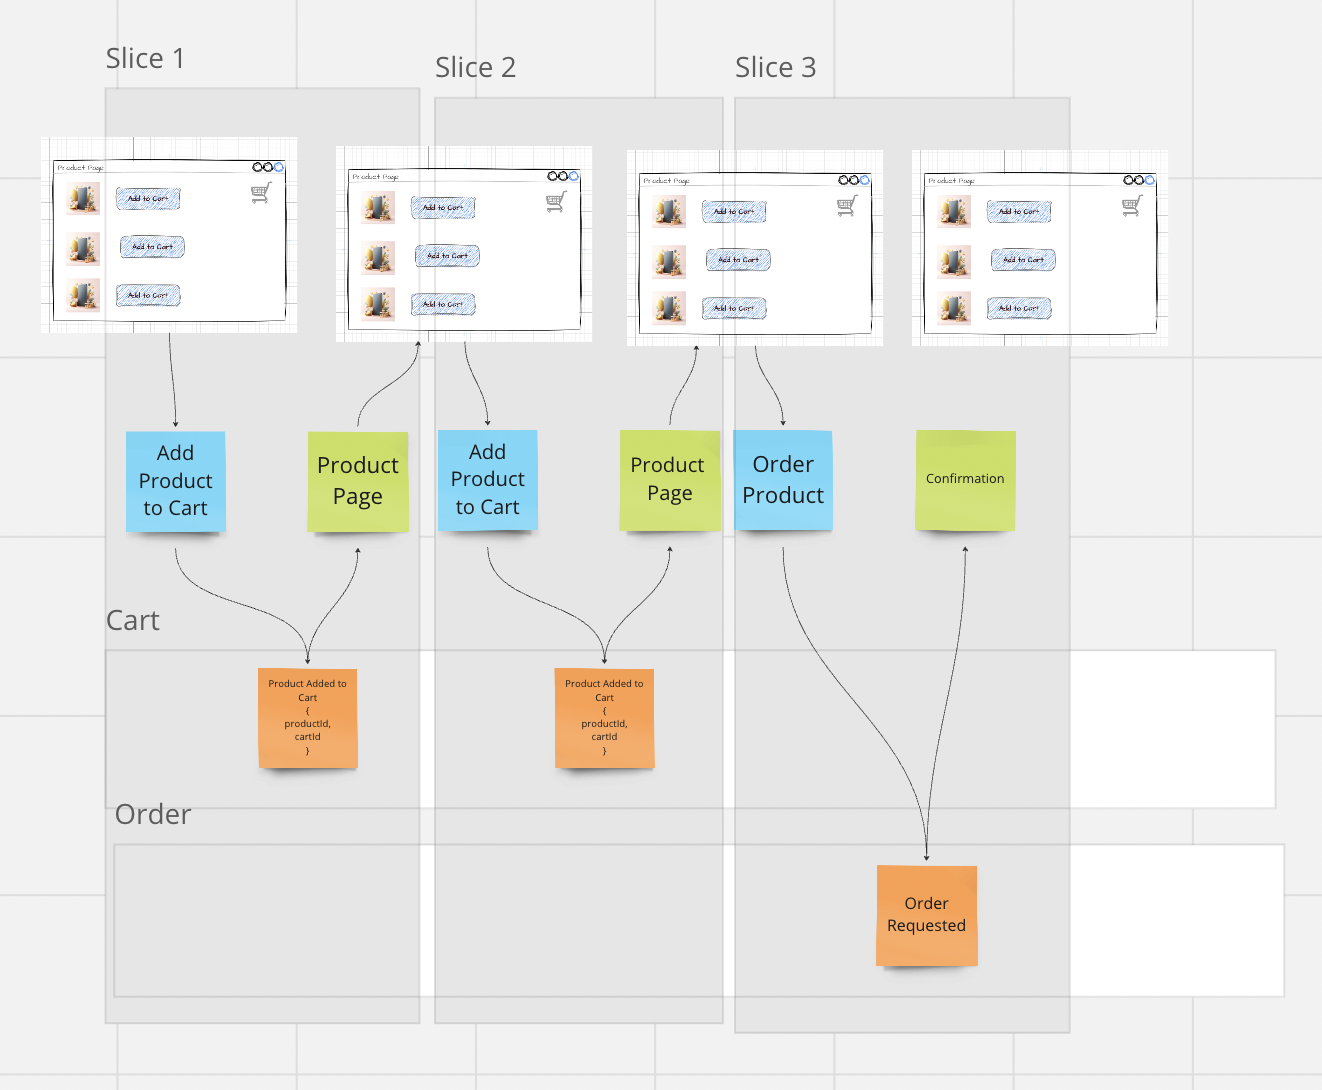 Slice 1
Slice 2
Slice 3
Product Page
Add to Cart
Add to Cart
Add to Cart
Product Page
Add to Cart
Add to Cart
Add to Cart
Product Page
Add to Cart
Add to Cart
Add to Cart
Product Page
Add to Cart
Add to Cart
Add to Cart
Add
Product
to Cart
Product
Page
Add
Product
to Cart
Product
Page
Order
Product
Confirmation
Cart
Product Added to
Cart
{
productId,
cartId
}
Product Added to
Cart
{
productId,
cartId
}
Order
Order
Requested